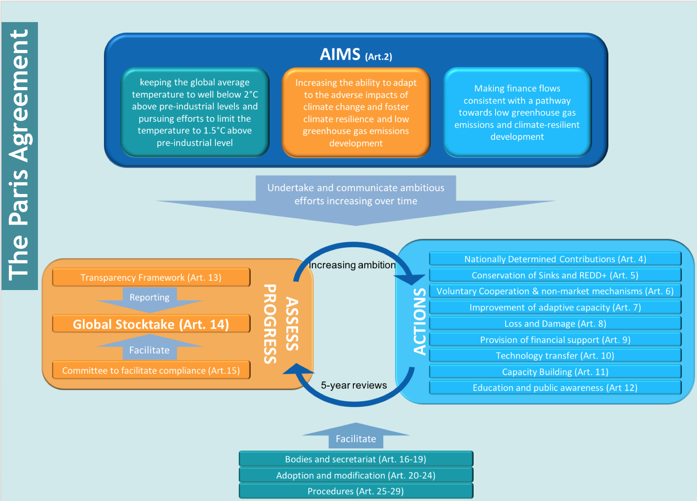 The Paris Agreement
AIMS (Art.2)
keeping the global average
temperature to well below 2°C
above pre-industrial levels and
pursuing efforts to limit the
temperature to 1.5°C above
pre-industrial level
Increasing the ability to adapt
to the adverse impacts of
climate change and foster
climate resilience and low
greenhouse gas emissions
development
Making finance flows
consistent with a pathway
towards low greenhouse gas
emissions and climate-resilient
development
Undertake and communicate ambitious
efforts increasing over time
Transparency Framework (Art. 13)
Reporting
Global Stocktake (Art. 14)
Facilitate
Committee to facilitate compliance (Art.15)
ASSESS
PROGRESS
Increasing ambition
5-year reviews
ACTIONS
Nationally Determined Contributions (Art. 4)
Conservation of Sinks and REDD+ (Art. 5)
Voluntary Cooperation & non-market mechanisms (Art. 6)
Improvement of adaptive capacity (Art. 7)
Loss and Damage (Art. 8)
Provision of financial support (Art. 9)
Technology transfer (Art. 10)
Capacity Building (Art. 11)
Education and public awareness (Art 12)
Facilitate
Bodies and secretariat (Art. 16-19)
Adoption and modification (Art. 20-24)
Procedures (Art. 25-29)